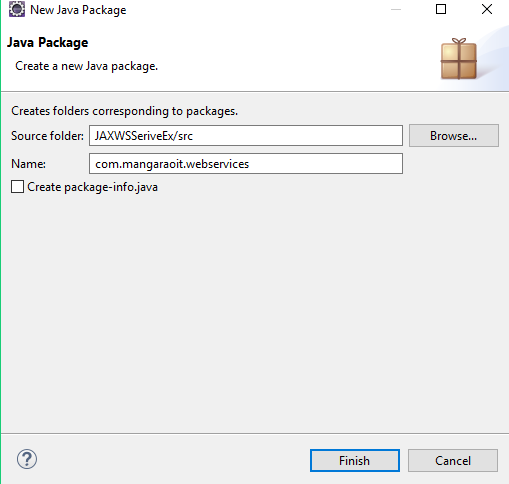 New Java Package
Java Package
Create a new Java package.
Creates folders corresponding to packages.
Source folder: JAXWSSeriveEx/src Browse...
Name: com.mangaraoit.webservices
Create package-info.java
? Finish Cancel